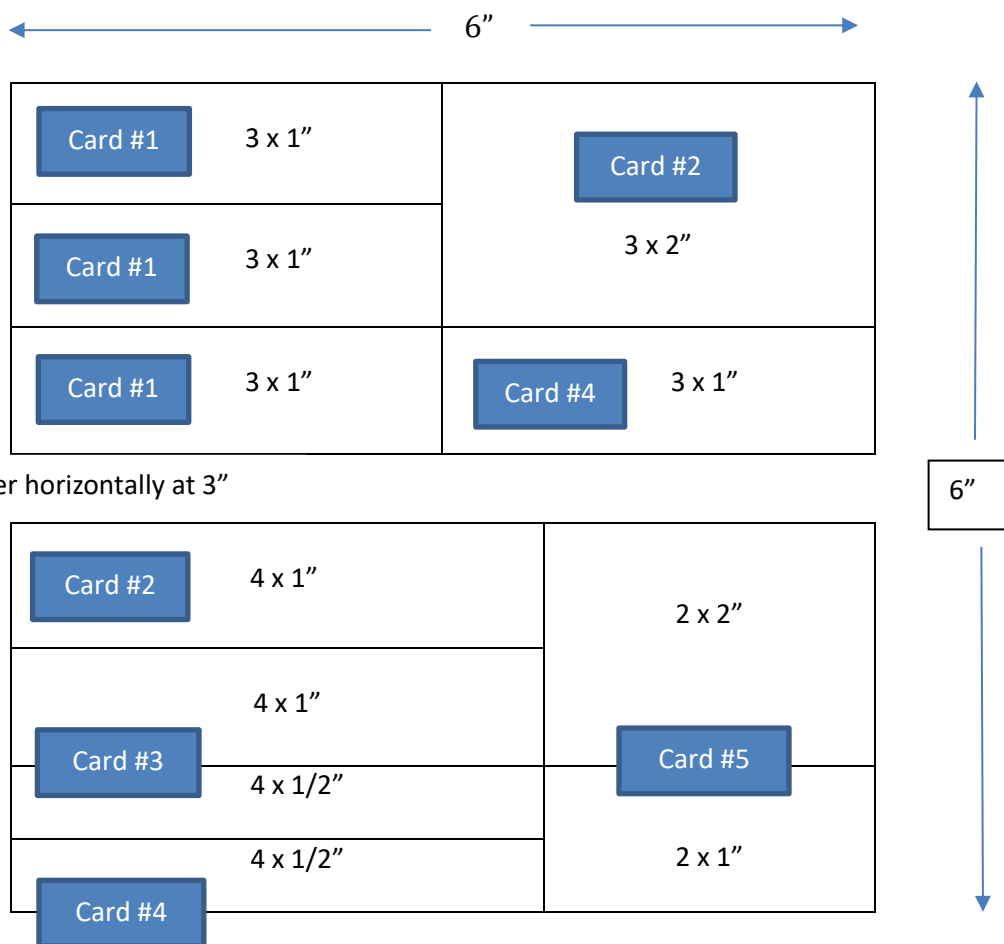 6”
Card #1 3 x 1”
Card #2
Card #1 3 x 1”
3 x 2”
Card #1 3 x 1”
Card #4 3 x 1”
er horizontally at 3”
6”
Card #2 4 x 1”
2 x 2”
4 x 1”
Card #3
Card #5
4 x 1/2”
4 x 1/2”
2 x 1”
Card #4